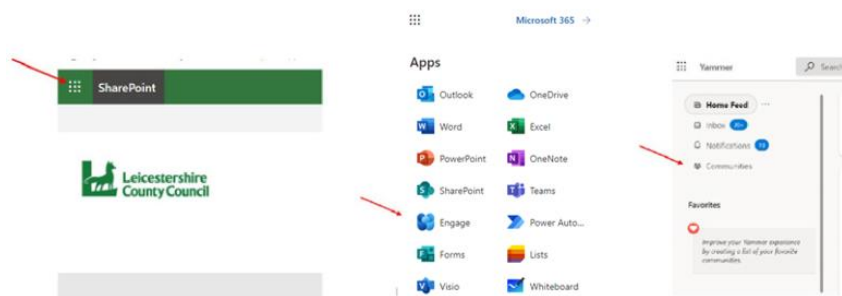 SharePoint
Leicestershire
County Council
Microsoft 365 →
Apps
Outlook
OneDrive
Word
Excel
PowerPoint
OneNote
SharePoint
Teams
Engage
Power Auto...
Forms
Lists
Visio
Whiteboard
Yammer
Search
Home Feed ...
Inbox 20+
Notifications
Communities
Favorites
Improve your Yammer experience
by creating a list of your favorite
communities.